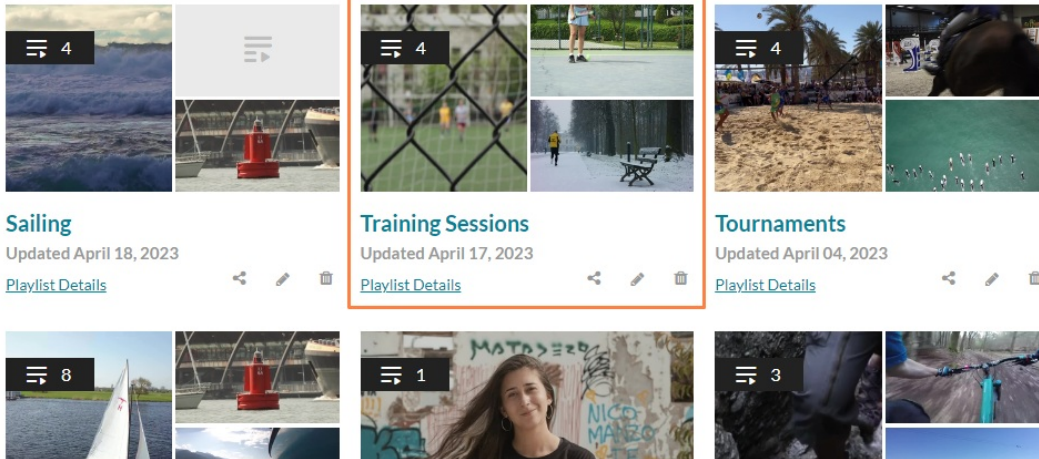 4
4
4
Sailing
Updated April 18, 2023
Playlist Details
Training Sessions
Updated April 17, 2023
Playlist Details
Tournaments
Updated April 04, 2023
Playlist Details
8
1
3
NICO